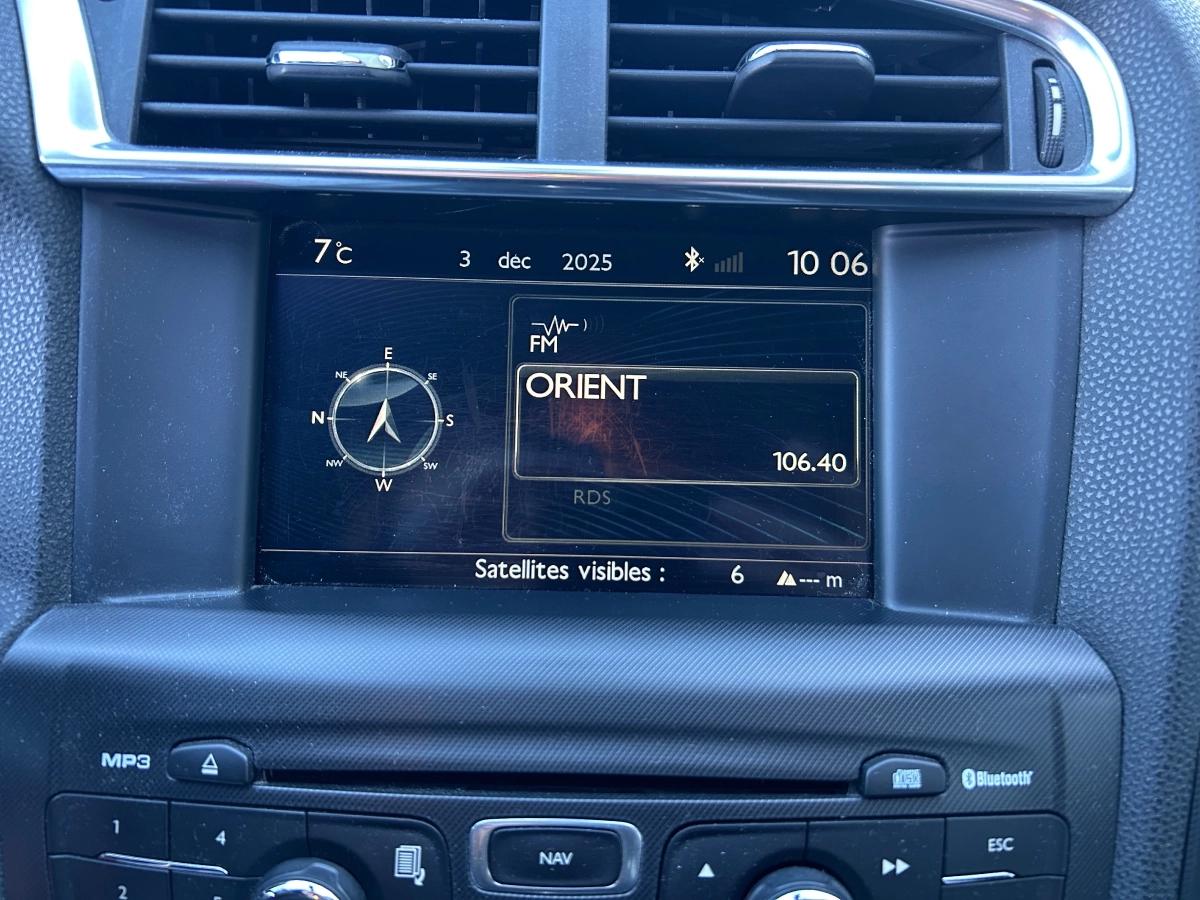 7°C 3 déc 2025 10 06
E
NE SE
N S
NW SW
W
FM
ORIENT
106.40
RDS
Satellites visibles : 6 --- m
MP3 Bluetooth
1 4 NAV ESC
2